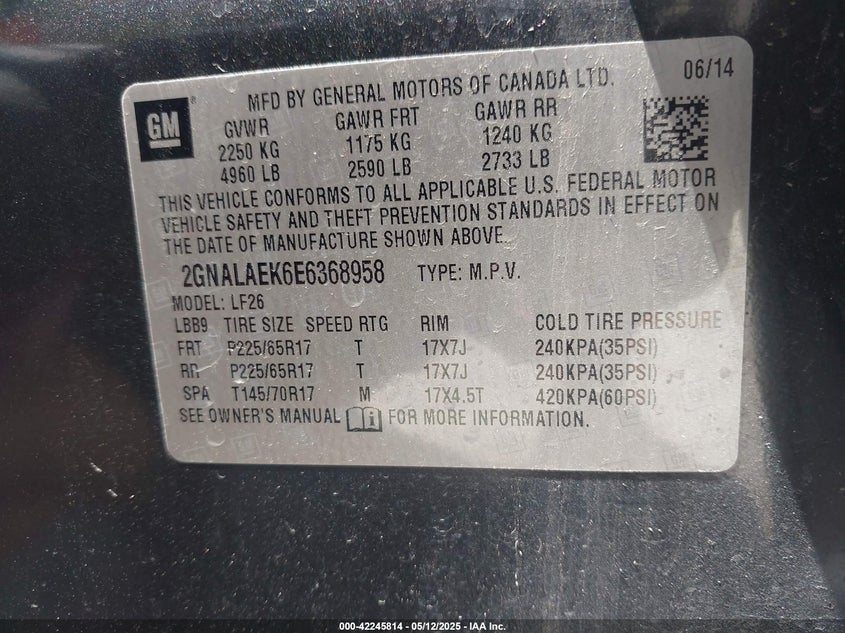 06/14
GM®
MFD BY GENERAL MOTORS OF CANADA LTD.
GVWR GAWR FRT GAWR RR
2250 KG 1175 KG 1240 KG
4960 LB 2590 LB 2733 LB
THIS VEHICLE CONFORMS TO ALL APPLICABLE U.S. FEDERAL MOTOR
VEHICLE SAFETY AND THEFT PREVENTION STANDARDS IN EFFECT ON
THE DATE OF MANUFACTURE SHOWN ABOVE.
2GNALAEK6E6368958 TYPE: M.P.V.
MODEL: LF26
LBB9 TIRE SIZE SPEED RTG RIM COLD TIRE PRESSURE
FRT P225/65R17 T 17X7J 240KPA(35PSI)
RR P225/65R17 T 17X7J 240KPA(35PSI)
SPA T145/70R17 M 17X4.5T 420KPA(60PSI)
SEE OWNER'S MANUAL FOR MORE INFORMATION.
000-42245814 - 05/12/2025 - IAA Inc.